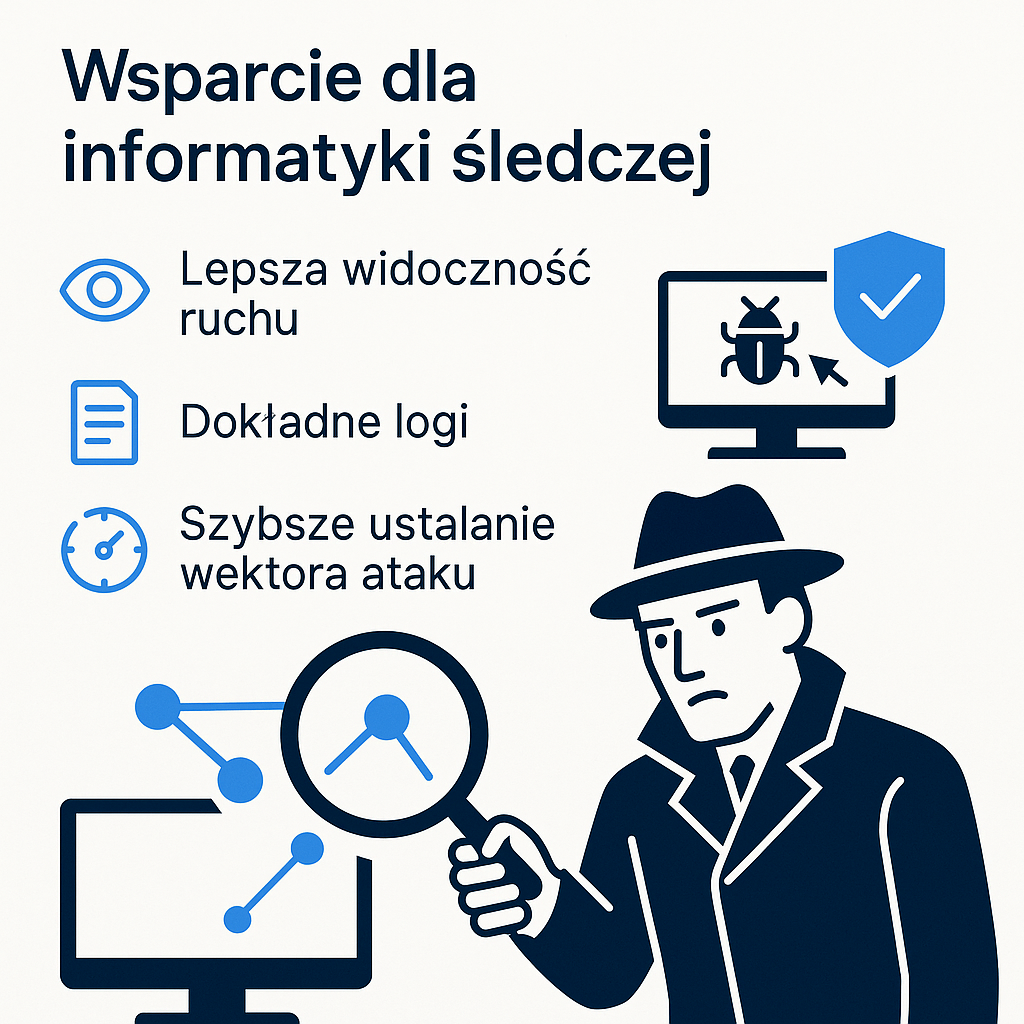 Wsparcie dla
informatyki śledczej
Lepsza widoczność
ruchu
Dokładne logi
Szybsze ustalanie
wektora ataku